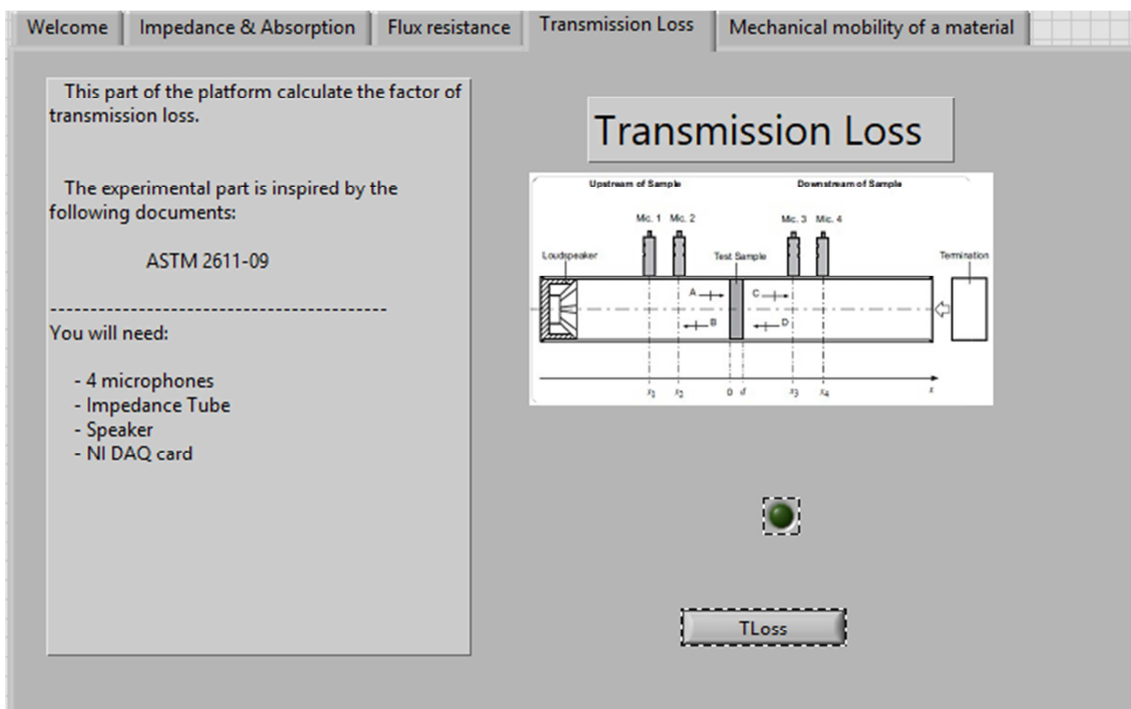 Welcome
Impedance & Absorption
Flux resistance
Transmission Loss
Mechanical mobility of a material
This part of the platform calculate the factor of
transmission loss.
The experimental part is inspired by the
following documents:
ASTM 2611-09
------------------------------------------
You will need:
- 4 microphones
- Impedance Tube
- Speaker
- NI DAQ card
Transmission Loss
Upstream of Sample
Downstream of Sample
Mic. 1
Mic. 2
Mic. 3
Mic. 4
Loudspeaker
Test Sample
Termination
A
C
B
D
x1
x2
0
d
x3
x4
x
TLoss